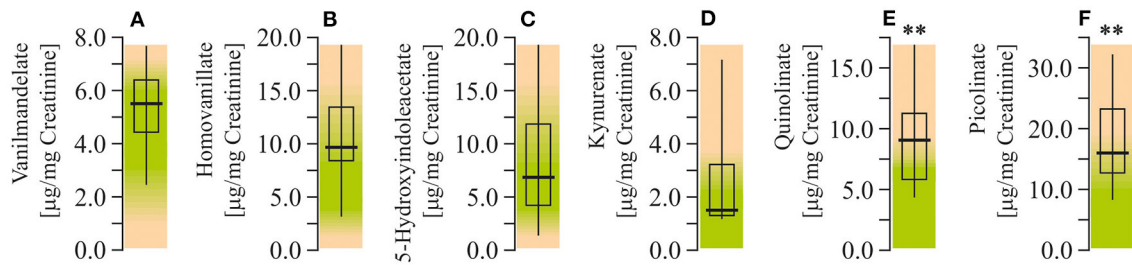 A
Vanilmandelate
[µg/mg Creatinine]
8.0
6.0
4.0
2.0
0.0
B
Homovanillate
[µg/mg Creatinine]
20.0
15.0
10.0
5.0
0.0
C
5-Hydroxyindoleacetate
[µg/mg Creatinine]
20.0
15.0
10.0
5.0
0.0
D
Kynurenate
[µg/mg Creatinine]
8.0
6.0
4.0
2.0
0.0
E
**
Quinolinate
[µg/mg Creatinine]
15.0
10.0
5.0
0.0
F
**
Picolinate
[µg/mg Creatinine]
30.0
20.0
10.0
0.0